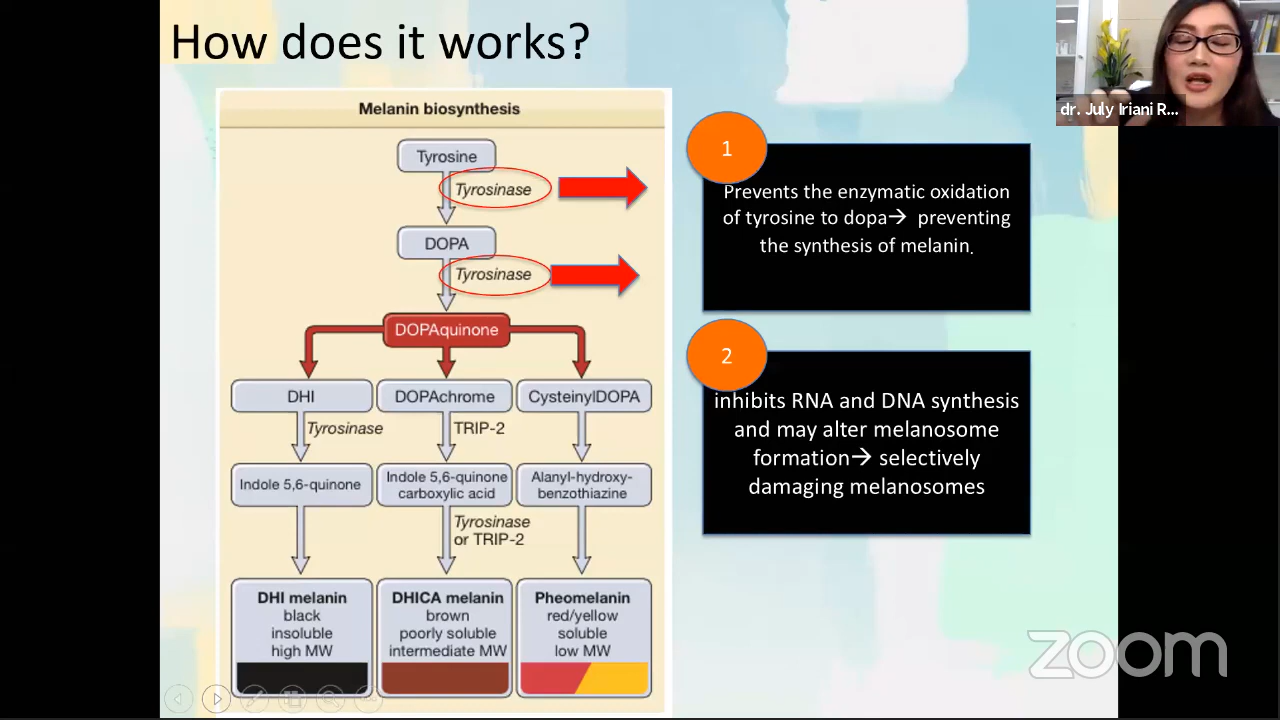 How does it works?
dr. July Iriani R...
Melanin biosynthesis
Tyrosine
Tyrosinase
DOPA
Tyrosinase
DOPAquinone
DHI
DOPAchrome
CysteinylDOPA
Tyrosinase
TRIP-2
Indole 5,6-quinone
Indole 5,6-quinone
carboxylic acid
Alanyl-hydroxy-
benzothiazine
Tyrosinase
or TRIP-2
DHI melanin
black
insoluble
high MW
DHICA melanin
brown
poorly soluble
intermediate MW
Pheomelanin
red/yellow
soluble
low MW
1
Prevents the enzymatic oxidation
of tyrosine to dopa→ preventing
the synthesis of melanin.
2
inhibits RNA and DNA synthesis
and may alter melanosome
formation→ selectively
damaging melanosomes
zoom